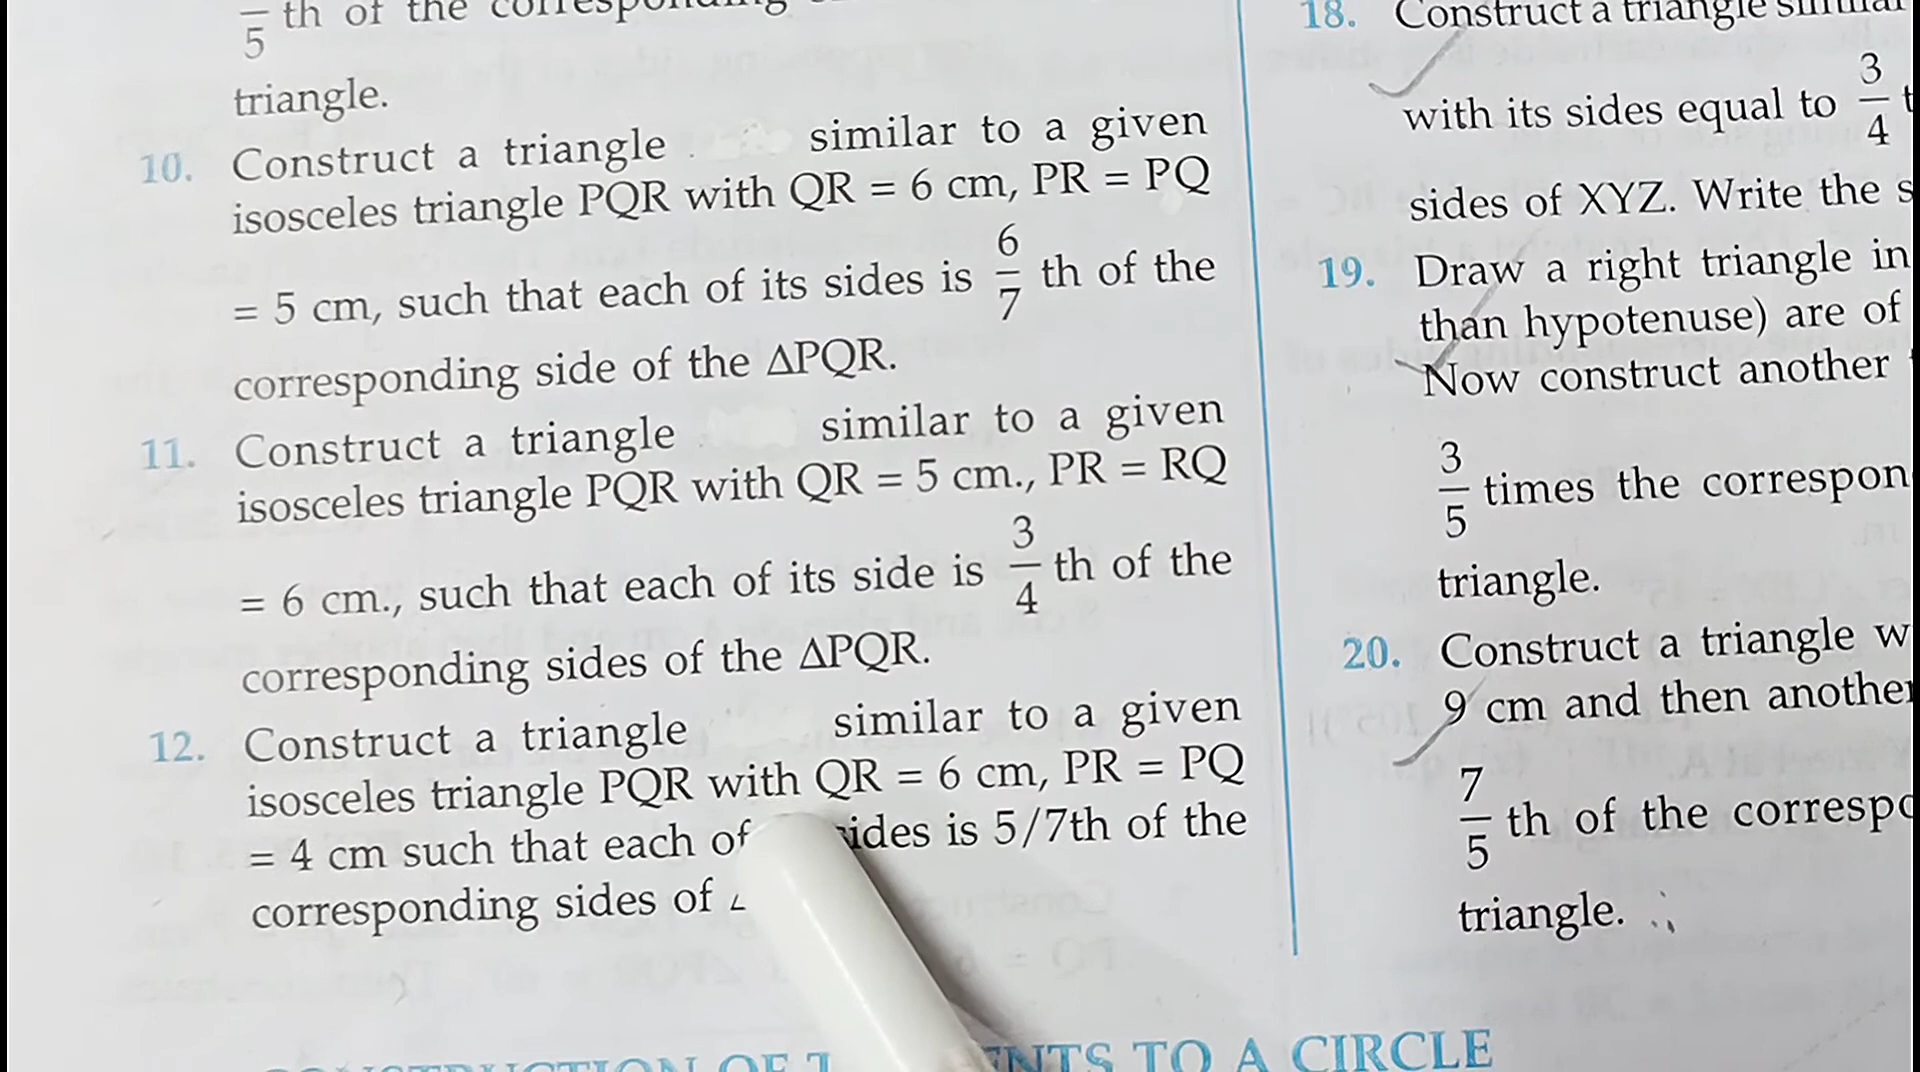 5 th of the
triangle.
10. Construct a triangle similar to a given
isosceles triangle PQR with QR = 6 cm, PR = PQ
= 5 cm, such that each of its sides is 6/7 th of the
corresponding side of the ΔPQR.
11. Construct a triangle similar to a given
isosceles triangle PQR with QR = 5 cm., PR = RQ
= 6 cm., such that each of its side is 3/4 th of the
corresponding sides of the ΔPQR.
12. Construct a triangle similar to a given
isosceles triangle PQR with QR = 6 cm, PR = PQ
= 4 cm such that each of sides is 5/7th of the
corresponding sides of
18. Construct a triangle similar
with its sides equal to 3/4
sides of XYZ. Write the s
19. Draw a right triangle in
than hypotenuse) are of
Now construct another
3/5 times the correspon
triangle.
20. Construct a triangle w
9 cm and then another
7/5 th of the correspo
triangle.
OF T ENTS TO A CIRCLE